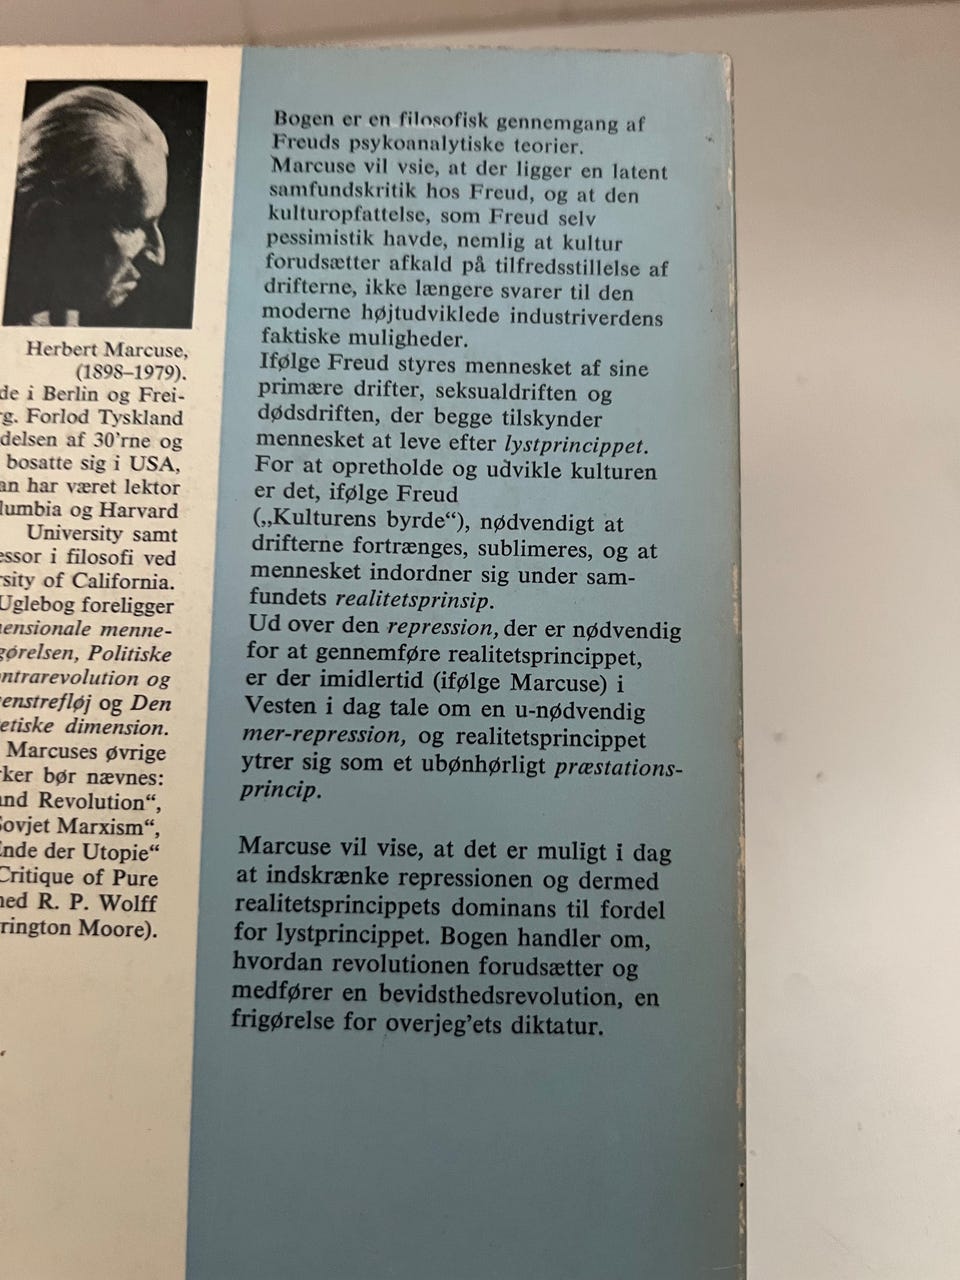 Herbert Marcuse,
(1898–1979).
de i Berlin og Frei-
rg. Forlod Tyskland
delsen af 30'rne og
bosatte sig i USA,
an har været lektor
lumbia og Harvard
University samt
essor i filosofi ved
rsity of California.
Uglebog foreligger
ensionale menne-
gørelsen, Politiske
ntrarevolution og
enstrefløj og Den
etiske dimension.
Marcuses øvrige
rker bør nævnes:
and Revolution“,
Sovjet Marxism“,
Ende der Utopie“
Critique of Pure
ned R. P. Wolff
rrington Moore).
Bogen er en filosofisk gennemgang af
Freuds psykoanalytiske teorier.
Marcuse vil vsie, at der ligger en latent
samfundskritik hos Freud, og at den
kulturopfattelse, som Freud selv
pessimistik havde, nemlig at kultur
forudsætter afkald på tilfredsstillelse af
drifterne, ikke længere svarer til den
moderne højtudviklede industriverdens
faktiske muligheder.
Ifølge Freud styres mennesket af sine
primære drifter, seksualdriften og
dødsdriften, der begge tilskynder
mennesket at leve efter lystprincippet.
For at opretholde og udvikle kulturen
er det, ifølge Freud
(„Kulturens byrde“), nødvendigt at
drifterne fortrænges, sublimeres, og at
mennesket indordner sig under sam-
fundets realitetsprinsip.
Ud over den repression, der er nødvendig
for at gennemføre realitetsprincippet,
er der imidlertid (ifølge Marcuse) i
Vesten i dag tale om en u-nødvendig
mer-repression, og realitetsprincippet
ytrer sig som et ubønhørligt præstations-
princip.
Marcuse vil vise, at det er muligt i dag
at indskrænke repressionen og dermed
realitetsprincippets dominans til fordel
for lystprincippet. Bogen handler om,
hvordan revolutionen forudsætter og
medfører en bevidsthedsrevolution, en
frigørelse for overjeg'ets diktatur.